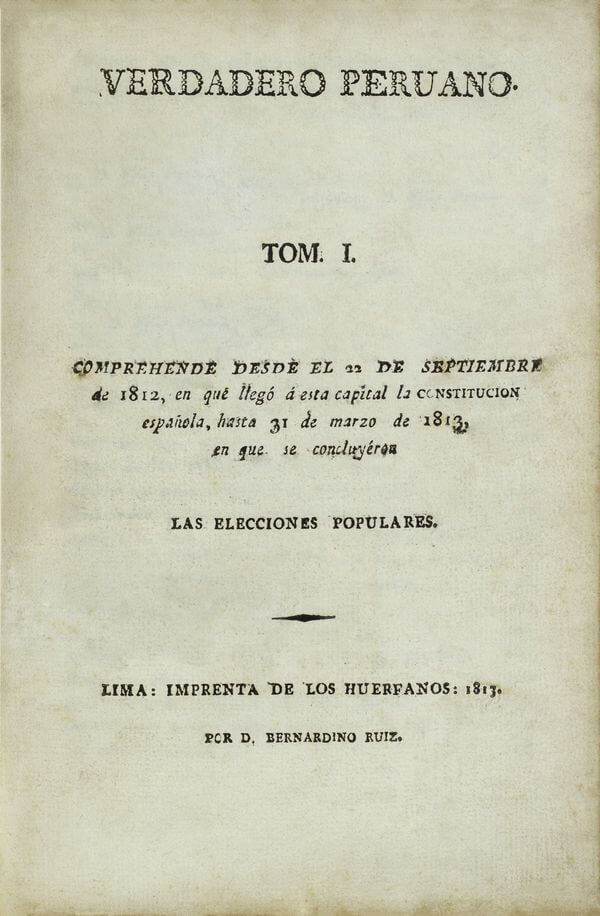 VERDADERO PERUANO.
TOM. I.
COMPREHENDE DESDE EL 22 DE SEPTIEMBRE
de 1812, en qué llegó á esta capital la CONSTITUCION
española, hasta 31 de marzo de 1813,
en que se concluyéron
LAS ELECCIONES POPULARES.
LIMA: IMPRENTA DE LOS HUERFANOS: 1813.
POR D. BERNARDINO RUIZ.